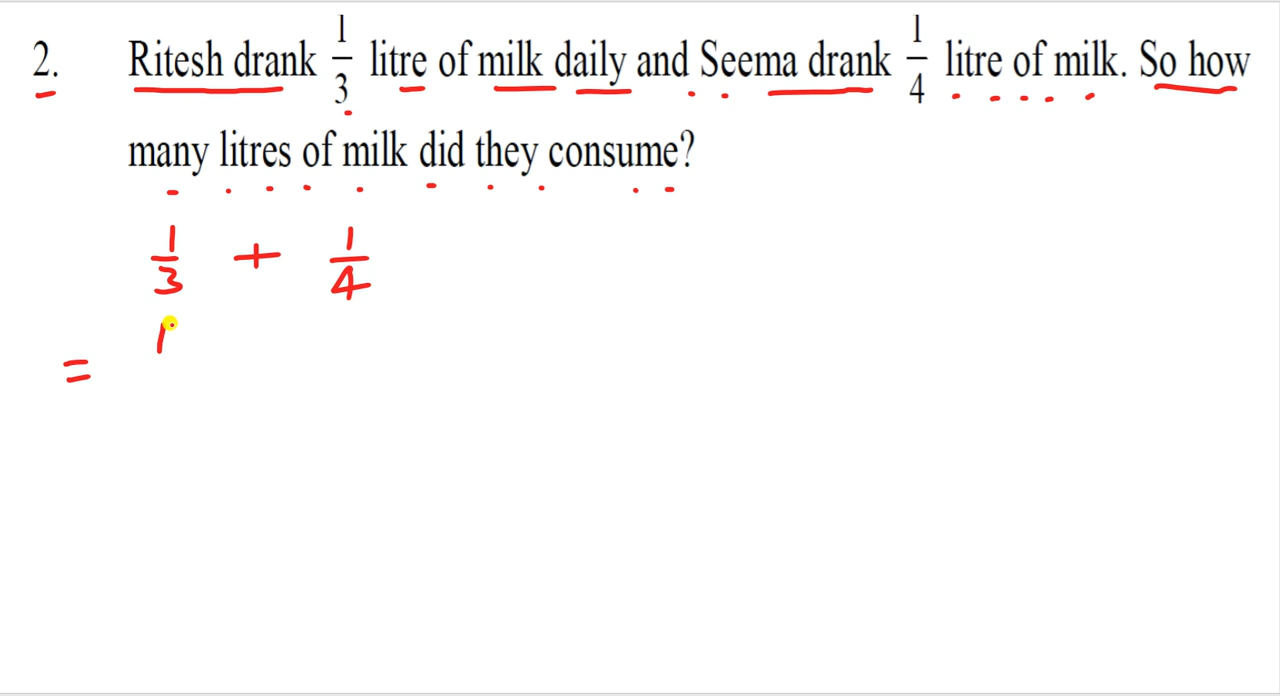 2. Ritesh drank 1/3 litre of milk daily and Seema drank 1/4 litre of milk. So how
many litres of milk did they consume?
1/3 + 1/4
= 1